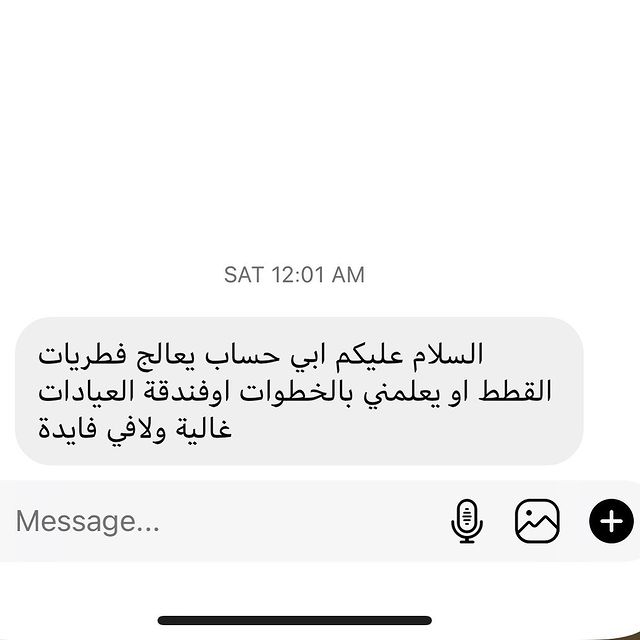 SAT 12:01 AM
السلام عليكم ابي حساب يعالج فطريات
القطط او يعلمني بالخطوات اوفندقة العيادات
غالية ولافي فايدة
Message...